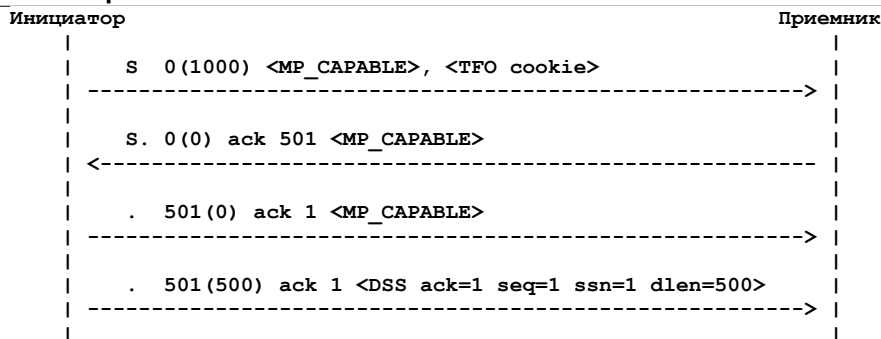 Инициатор Приемник
| |
| S 0(1000) <MP_CAPABLE>, <TFO cookie> |
| -----------------------------------------------------------> |
| |
| S. 0(0) ack 501 <MP_CAPABLE> |
| <----------------------------------------------------------- |
| |
| . 501(0) ack 1 <MP_CAPABLE> |
| -----------------------------------------------------------> |
| |
| . 501(500) ack 1 <DSS ack=1 seq=1 ssn=1 dlen=500> |
| -----------------------------------------------------------> |
| |